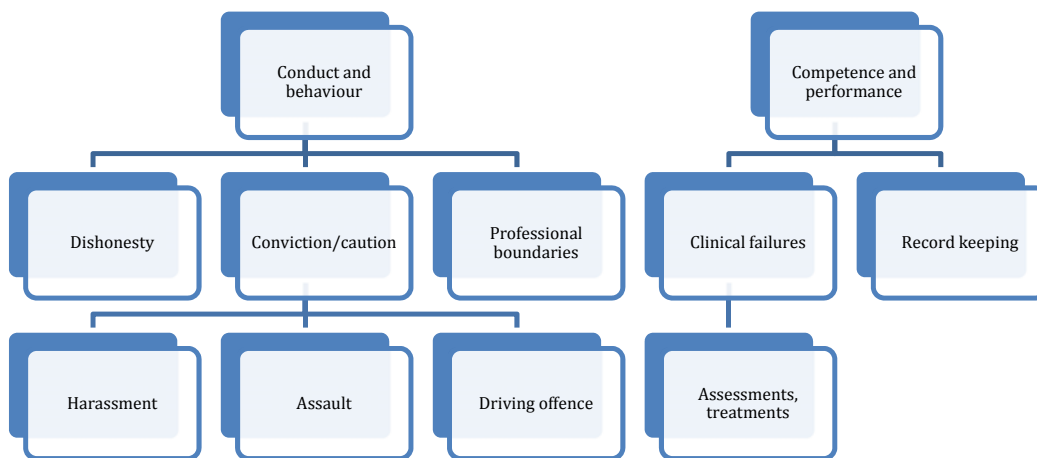 Conduct and
behaviour
Competence and
performance
Dishonesty
Conviction/caution
Professional
boundaries
Clinical failures
Record keeping
Harassment
Assault
Driving offence
Assessments,
treatments